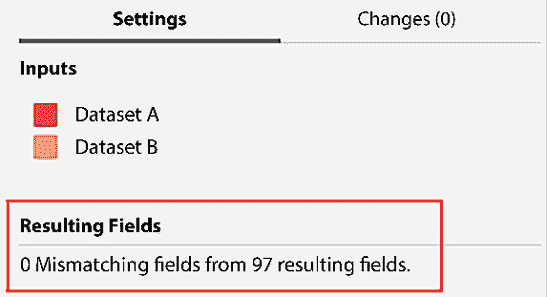 Settings Changes (0)
Inputs
Dataset A
Dataset B
Resulting Fields
0 Mismatching fields from 97 resulting fields.